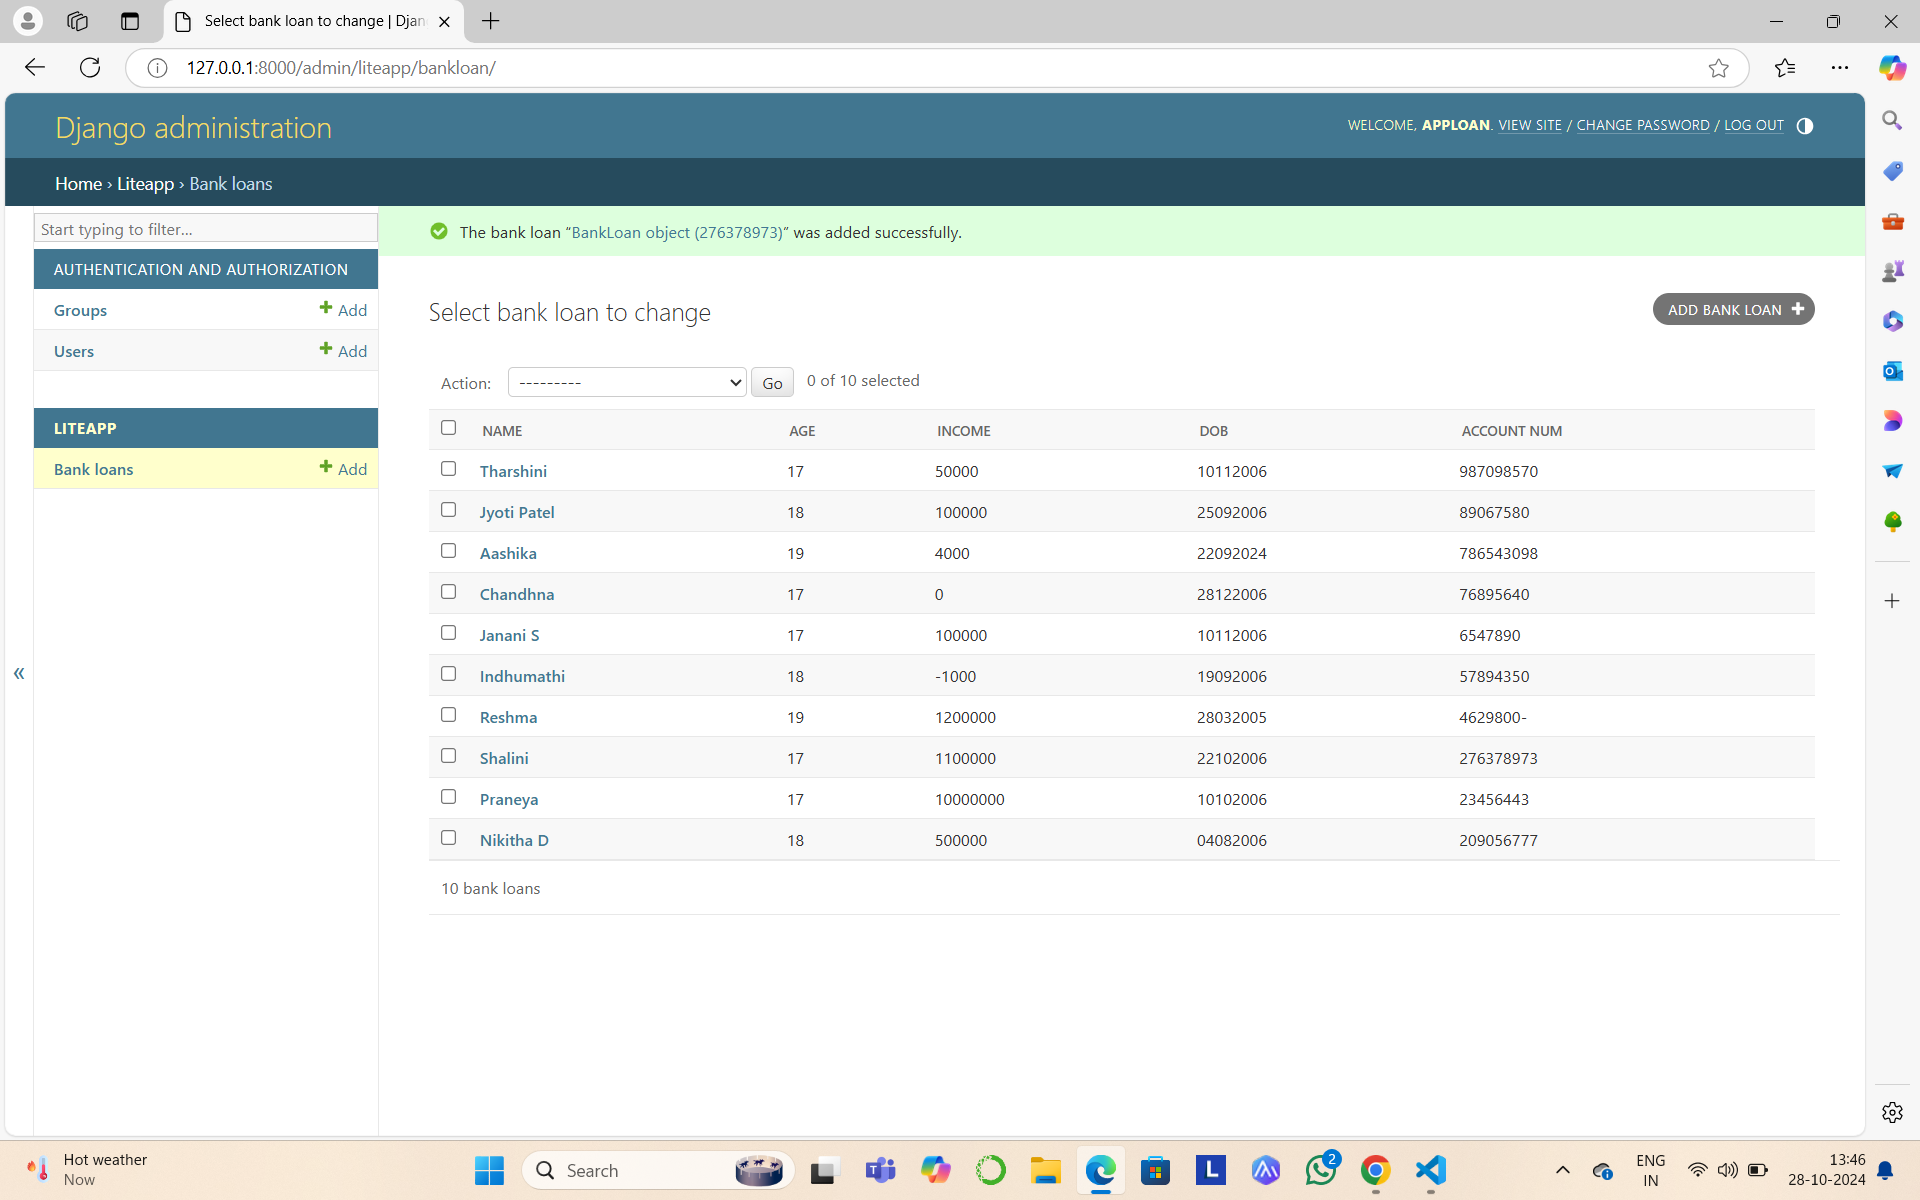 Select bank loan to change | Djan
127.0.0.1:8000/admin/liteapp/bankloan/
Django administration
WELCOME, APPLOAN. VIEW SITE / CHANGE PASSWORD / LOG OUT
Home › Liteapp › Bank loans
Start typing to filter...
The bank loan “BankLoan object (276378973)” was added successfully.
AUTHENTICATION AND AUTHORIZATION
Groups Add
Users Add
LITEAPP
Bank loans Add
Select bank loan to change
ADD BANK LOAN
Action: --------- Go 0 of 10 selected
NAME AGE INCOME DOB ACCOUNT NUM
Tharshini 17 50000 10112006 987098570
Jyoti Patel 18 100000 25092006 89067580
Aashika 19 4000 22092024 786543098
Chandhna 17 0 28122006 76895640
Janani S 17 100000 10112006 6547890
Indhumathi 18 -1000 19092006 57894350
Reshma 19 1200000 28032005 4629800-
Shalini 17 1100000 22102006 276378973
Praneya 17 10000000 10102006 23456443
Nikitha D 18 500000 04082006 209056777
10 bank loans
«
Hot weather
Now
Search
L
2
ENG
IN
13:46
28-10-2024